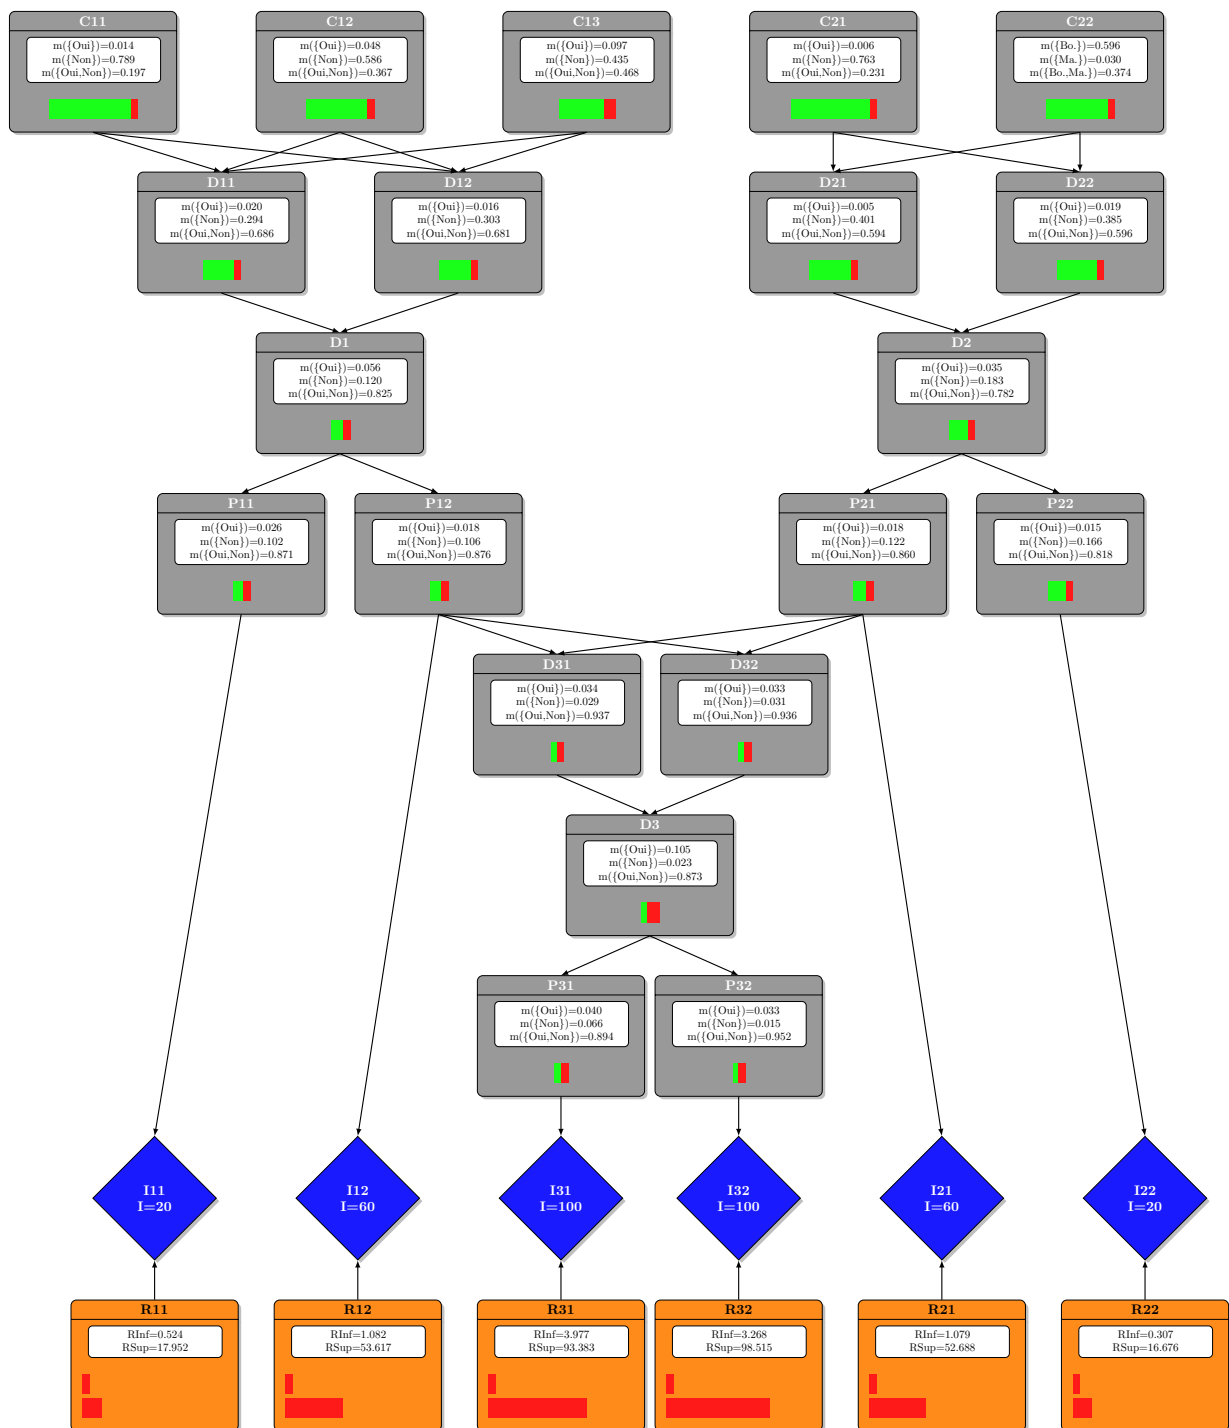 C11
m({Oui})=0.014
m({Non})=0.789
m({Oui,Non})=0.197
C12
m({Oui})=0.048
m({Non})=0.586
m({Oui,Non})=0.367
C13
m({Oui})=0.097
m({Non})=0.435
m({Oui,Non})=0.468
C21
m({Oui})=0.006
m({Non})=0.763
m({Oui,Non})=0.231
C22
m({Bo.})=0.596
m({Ma.})=0.030
m({Bo.,Ma.})=0.374
D11
m({Oui})=0.020
m({Non})=0.294
m({Oui,Non})=0.686
D12
m({Oui})=0.016
m({Non})=0.303
m({Oui,Non})=0.681
D21
m({Oui})=0.005
m({Non})=0.401
m({Oui,Non})=0.594
D22
m({Oui})=0.019
m({Non})=0.385
m({Oui,Non})=0.596
D1
m({Oui})=0.056
m({Non})=0.120
m({Oui,Non})=0.825
D2
m({Oui})=0.035
m({Non})=0.183
m({Oui,Non})=0.782
P11
m({Oui})=0.026
m({Non})=0.102
m({Oui,Non})=0.871
P12
m({Oui})=0.018
m({Non})=0.106
m({Oui,Non})=0.876
P21
m({Oui})=0.018
m({Non})=0.122
m({Oui,Non})=0.860
P22
m({Oui})=0.015
m({Non})=0.166
m({Oui,Non})=0.818
D31
m({Oui})=0.034
m({Non})=0.029
m({Oui,Non})=0.937
D32
m({Oui})=0.033
m({Non})=0.031
m({Oui,Non})=0.936
D3
m({Oui})=0.105
m({Non})=0.023
m({Oui,Non})=0.873
P31
m({Oui})=0.040
m({Non})=0.066
m({Oui,Non})=0.894
P32
m({Oui})=0.033
m({Non})=0.015
m({Oui,Non})=0.952
I11
I=20
I12
I=60
I31
I=100
I32
I=100
I21
I=60
I22
I=20
R11
RInf=0.524
RSup=17.952
R12
RInf=1.082
RSup=53.617
R31
RInf=3.977
RSup=93.383
R32
RInf=3.268
RSup=98.515
R21
RInf=1.079
RSup=52.688
R22
RInf=0.307
RSup=16.676